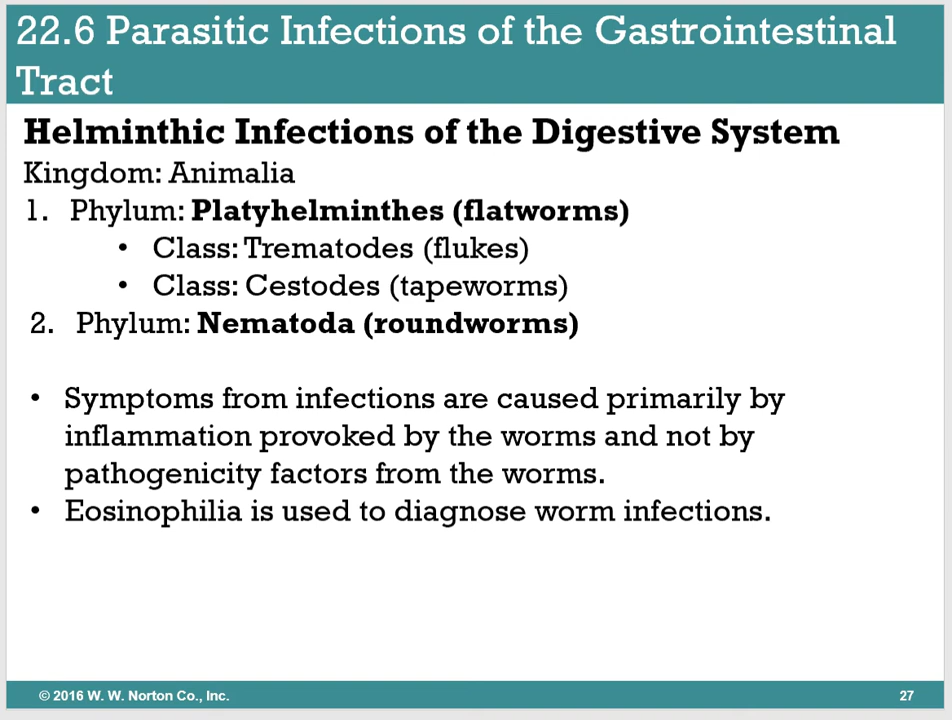 22.6 Parasitic Infections of the Gastrointestinal
Tract
Helminthic Infections of the Digestive System
Kingdom: Animalia
1. Phylum: Platyhelminthes (flatworms)
• Class: Trematodes (flukes)
• Class: Cestodes (tapeworms)
2. Phylum: Nematoda (roundworms)
• Symptoms from infections are caused primarily by
inflammation provoked by the worms and not by
pathogenicity factors from the worms.
• Eosinophilia is used to diagnose worm infections.
© 2016 W. W. Norton Co., Inc.
27